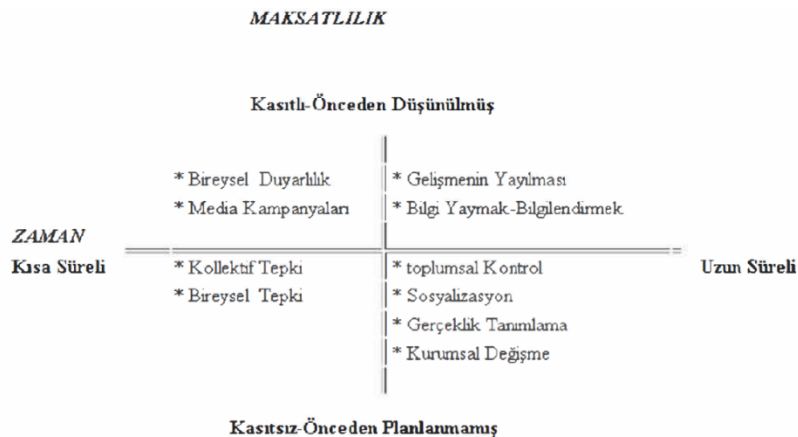 MAKSATLILIK
Kasıtlı-Önceden Düşünülmüş
* Bireysel Duyarlılık
* Media Kampanyaları
* Gelişmenin Yayılması
* Bilgi Yaymak-Bilgilendirmek
ZAMAN
Kısa Süreli
Uzun Süreli
* Kollektif Tepki
* Bireysel Tepki
* toplumsal Kontrol
* Sosyalizasyon
* Gerçeklik Tanımlama
* Kurumsal Değişme
Kasıtsız-Önceden Planlanmamış